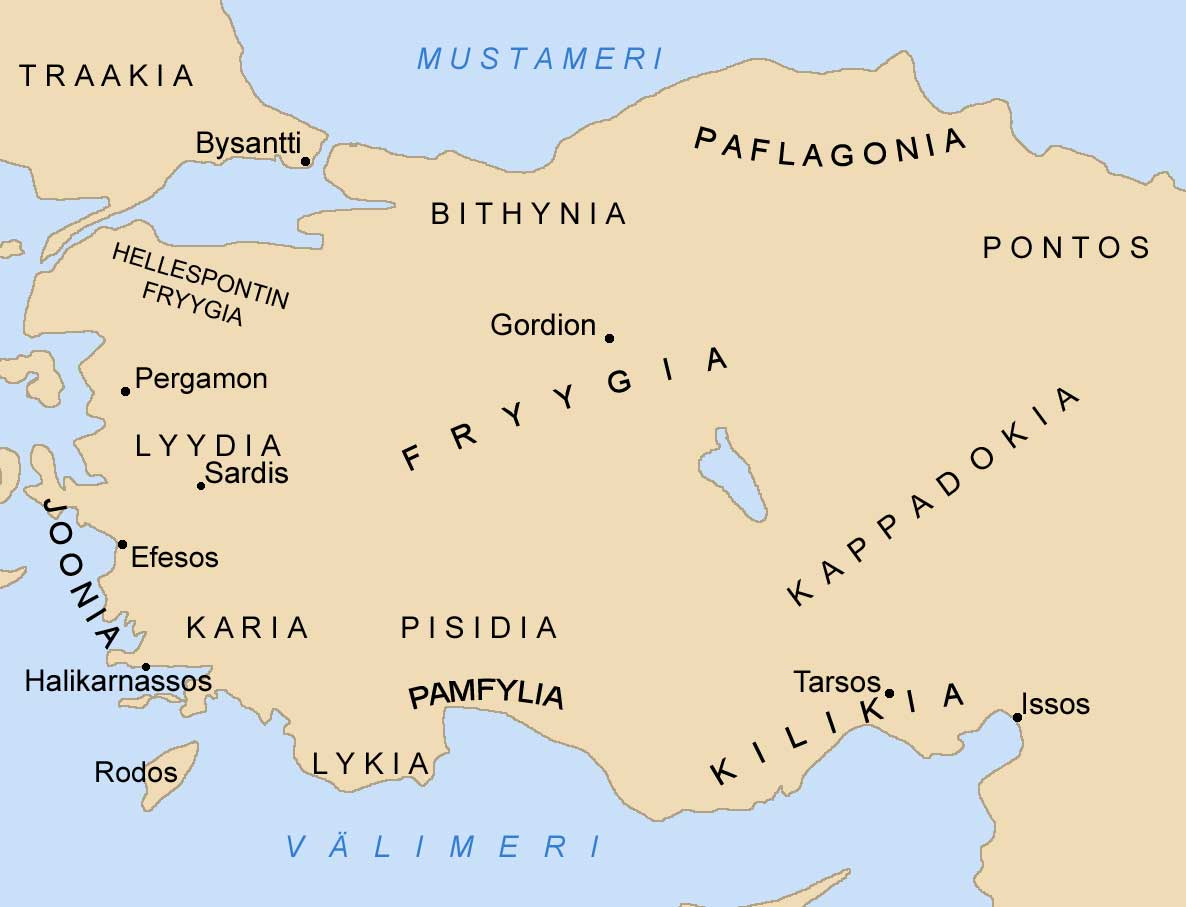 MUSTAMERI
TRAAKIA
Bysantti
PAFLAGONIA
BITHYNIA
PONTOS
HELLESPONTIN
FRYYGIA
Gordion
FRYYGIA
Pergamon
KAPPADOKIA
LYYDIA
Sardis
JOONIA
Efesos
KARIA
PISIDIA
Halikarnassos
PAMFYLIA
Tarsos
KILIKIA
Issos
LYKIA
Rodos
VÄLIMERI